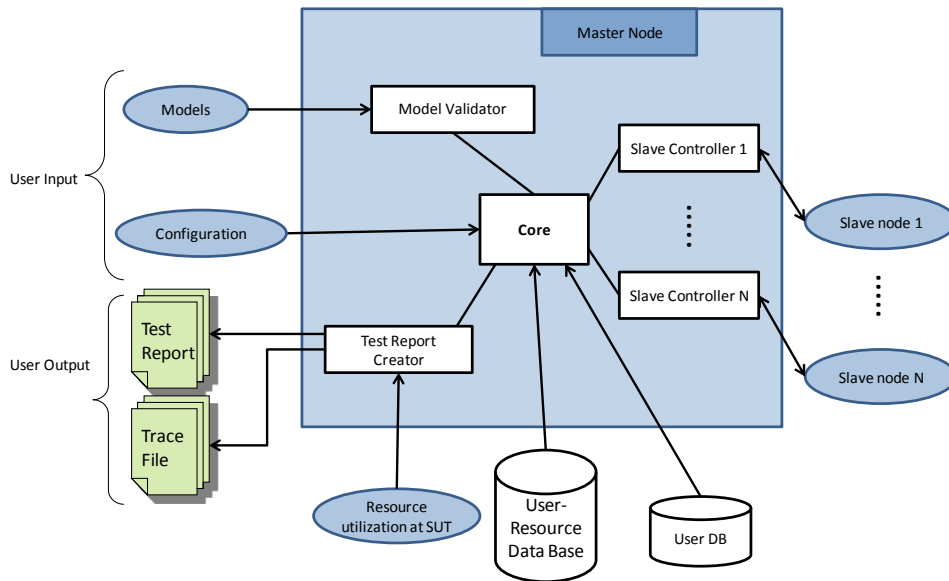 Master Node
Models
Model Validator
Slave Controller 1
User Input
Slave node 1
Configuration
Core
Slave Controller N
Test
Report
Test Report
Creator
User Output
Slave node N
Trace
File
Resource
utilization at SUT
User-
Resource
Data Base
User DB